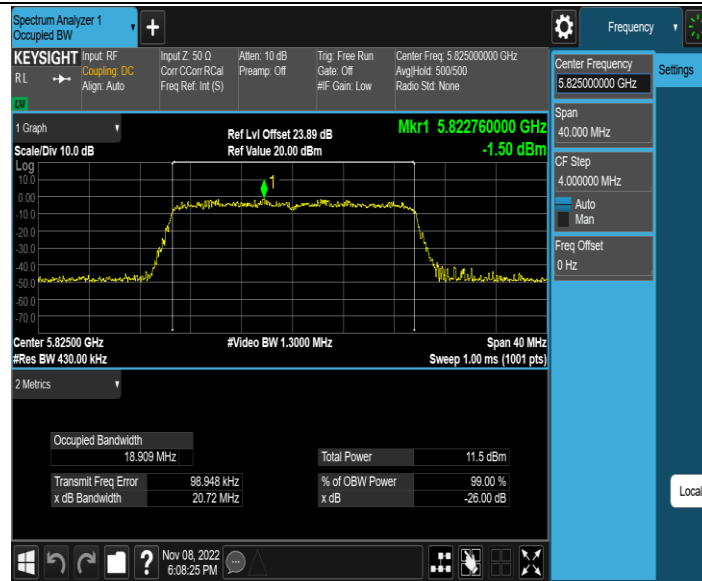 Spectrum Analyzer 1
Occupied BW
+
Frequency
KEYSIGHT
RL
LXI
Input: RF
Coupling: DC
Align: Auto
Input Z: 50 Ω
Corr CCorr RCal
Freq Ref: Int (S)
Atten: 10 dB
Preamp: Off
Trig: Free Run
Gate: Off
#IF Gain: Low
Center Freq: 5.825000000 GHz
Avg|Hold: 500/500
Radio Std: None
Center Frequency
5.825000000 GHz
Settings
Span
40.000 MHz
CF Step
4.000000 MHz
Auto
Man
Freq Offset
0 Hz
Local
1 Graph
Scale/Div 10.0 dB
Ref Lvl Offset 23.89 dB
Ref Value 20.00 dBm
Mkr1 5.822760000 GHz
-1.50 dBm
Log
10.0
0.00
-10.0
-20.0
-30.0
-40.0
-50.0
-60.0
-70.0
1
Center 5.82500 GHz
#Video BW 1.3000 MHz
Span 40 MHz
#Res BW 430.00 kHz
Sweep 1.00 ms (1001 pts)
2 Metrics
Occupied Bandwidth
18.909 MHz
Total Power 11.5 dBm
Transmit Freq Error 98.948 kHz
% of OBW Power 99.00 %
x dB Bandwidth 20.72 MHz
x dB -26.00 dB
?
Nov 08, 2022
6:08:25 PM